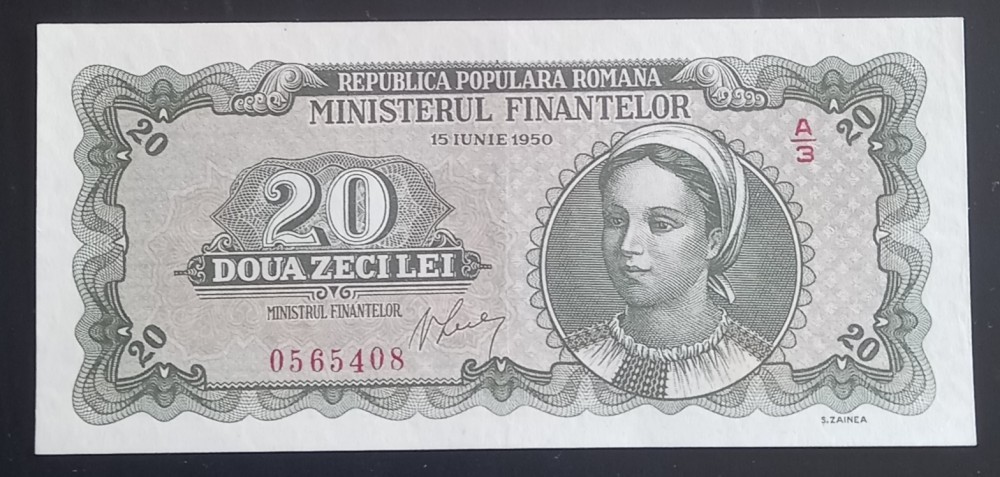 REPUBLICA POPULARA ROMANA
MINISTERUL FINANTELOR
15 IUNIE 1950
A
3
20
20
20
DOUA ZECI LEI
MINISTRUL FINANTELOR
0565408
20
20
S. ZAINEA